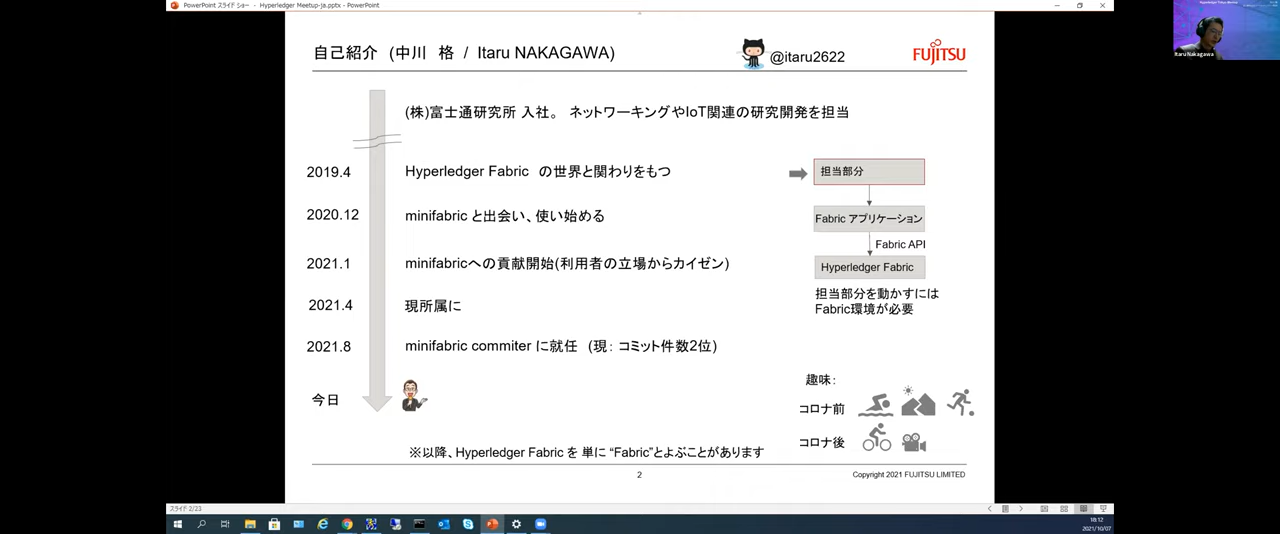 PowerPoint スライド ショー - Hyperledger Meetup-ja.pptx - PowerPoint
自己紹介 (中川 格 / Itaru NAKAGAWA)
@itaru2622
FUJITSU
Itaru Nakagawa
(株)富士通研究所 入社。 ネットワーキングやIoT関連の研究開発を担当
2019.4 Hyperledger Fabric の世界と関わりをもつ
2020.12 minifabric と出会い、使い始める
2021.1 minifabricへの貢献開始(利用者の立場からカイゼン)
2021.4 現所属に
2021.8 minifabric commiter に就任 (現: コミット件数2位)
今日
担当部分
Fabric アプリケーション
Fabric API
Hyperledger Fabric
担当部分を動かすには
Fabric環境が必要
趣味:
コロナ前
コロナ後
※以降、Hyperledger Fabric を 単に “Fabric”とよぶことがあります
2
Copyright 2021 FUJITSU LIMITED
スライド 2/23
18:12
2021/10/07